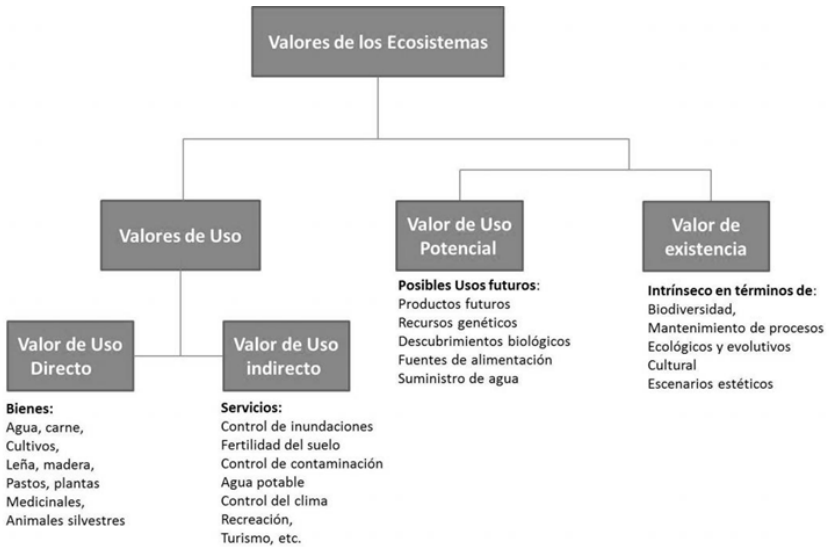 Valores de los Ecosistemas
Valores de Uso
Valor de Uso
Potencial
Valor de
existencia
Posibles Usos futuros:
Productos futuros
Recursos genéticos
Descubrimientos biológicos
Fuentes de alimentación
Suministro de agua
Intrínseco en términos de:
Biodiversidad,
Mantenimiento de procesos
Ecológicos y evolutivos
Cultural
Escenarios estéticos
Valor de Uso
Directo
Valor de Uso
indirecto
Bienes:
Agua, carne,
Cultivos,
Leña, madera,
Pastos, plantas
Medicinales,
Animales silvestres
Servicios:
Control de inundaciones
Fertilidad del suelo
Control de contaminación
Agua potable
Control del clima
Recreación,
Turismo, etc.